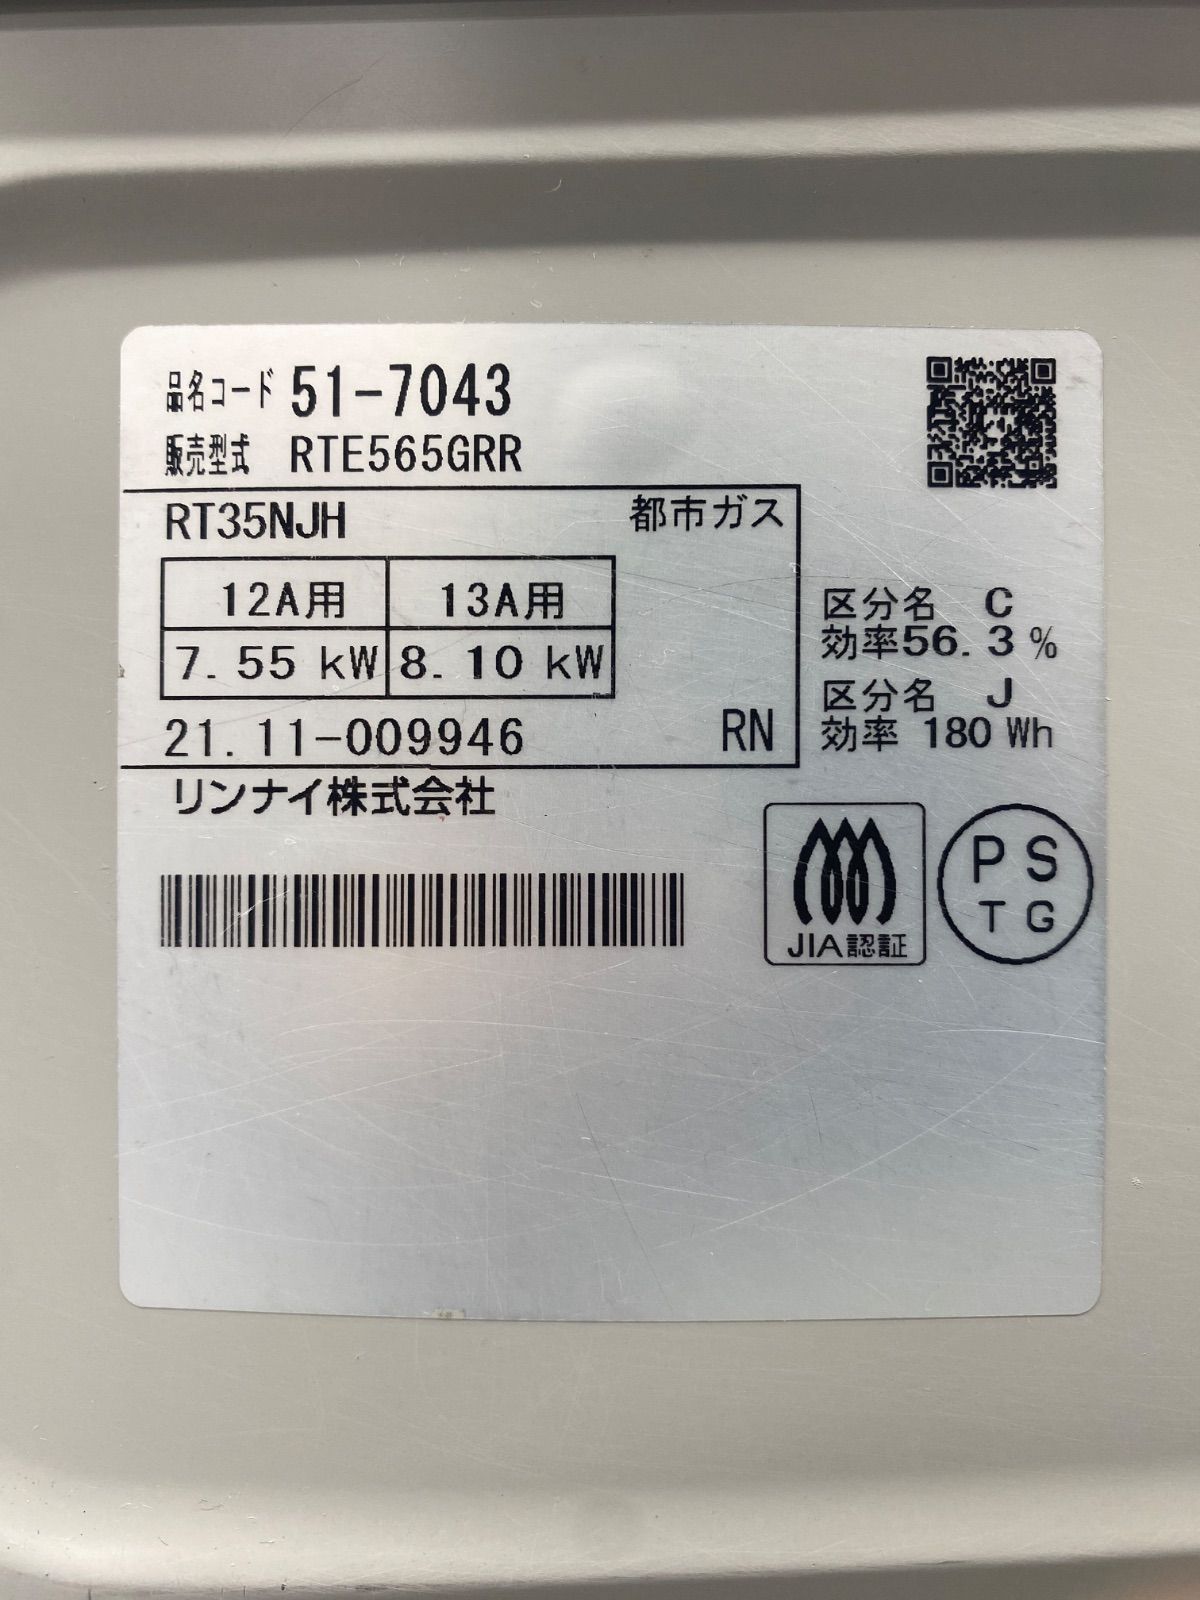 品名コード 51-7043
販売型式 RTE565GRR
RT35NJH 都市ガス
12A用 13A用
7.55 kW 8.10 kW
21.11-009946 RN
区分名 C
効率56.3 %
区分名 J
効率 180 Wh
リンナイ株式会社
JIA認証
PS
TG